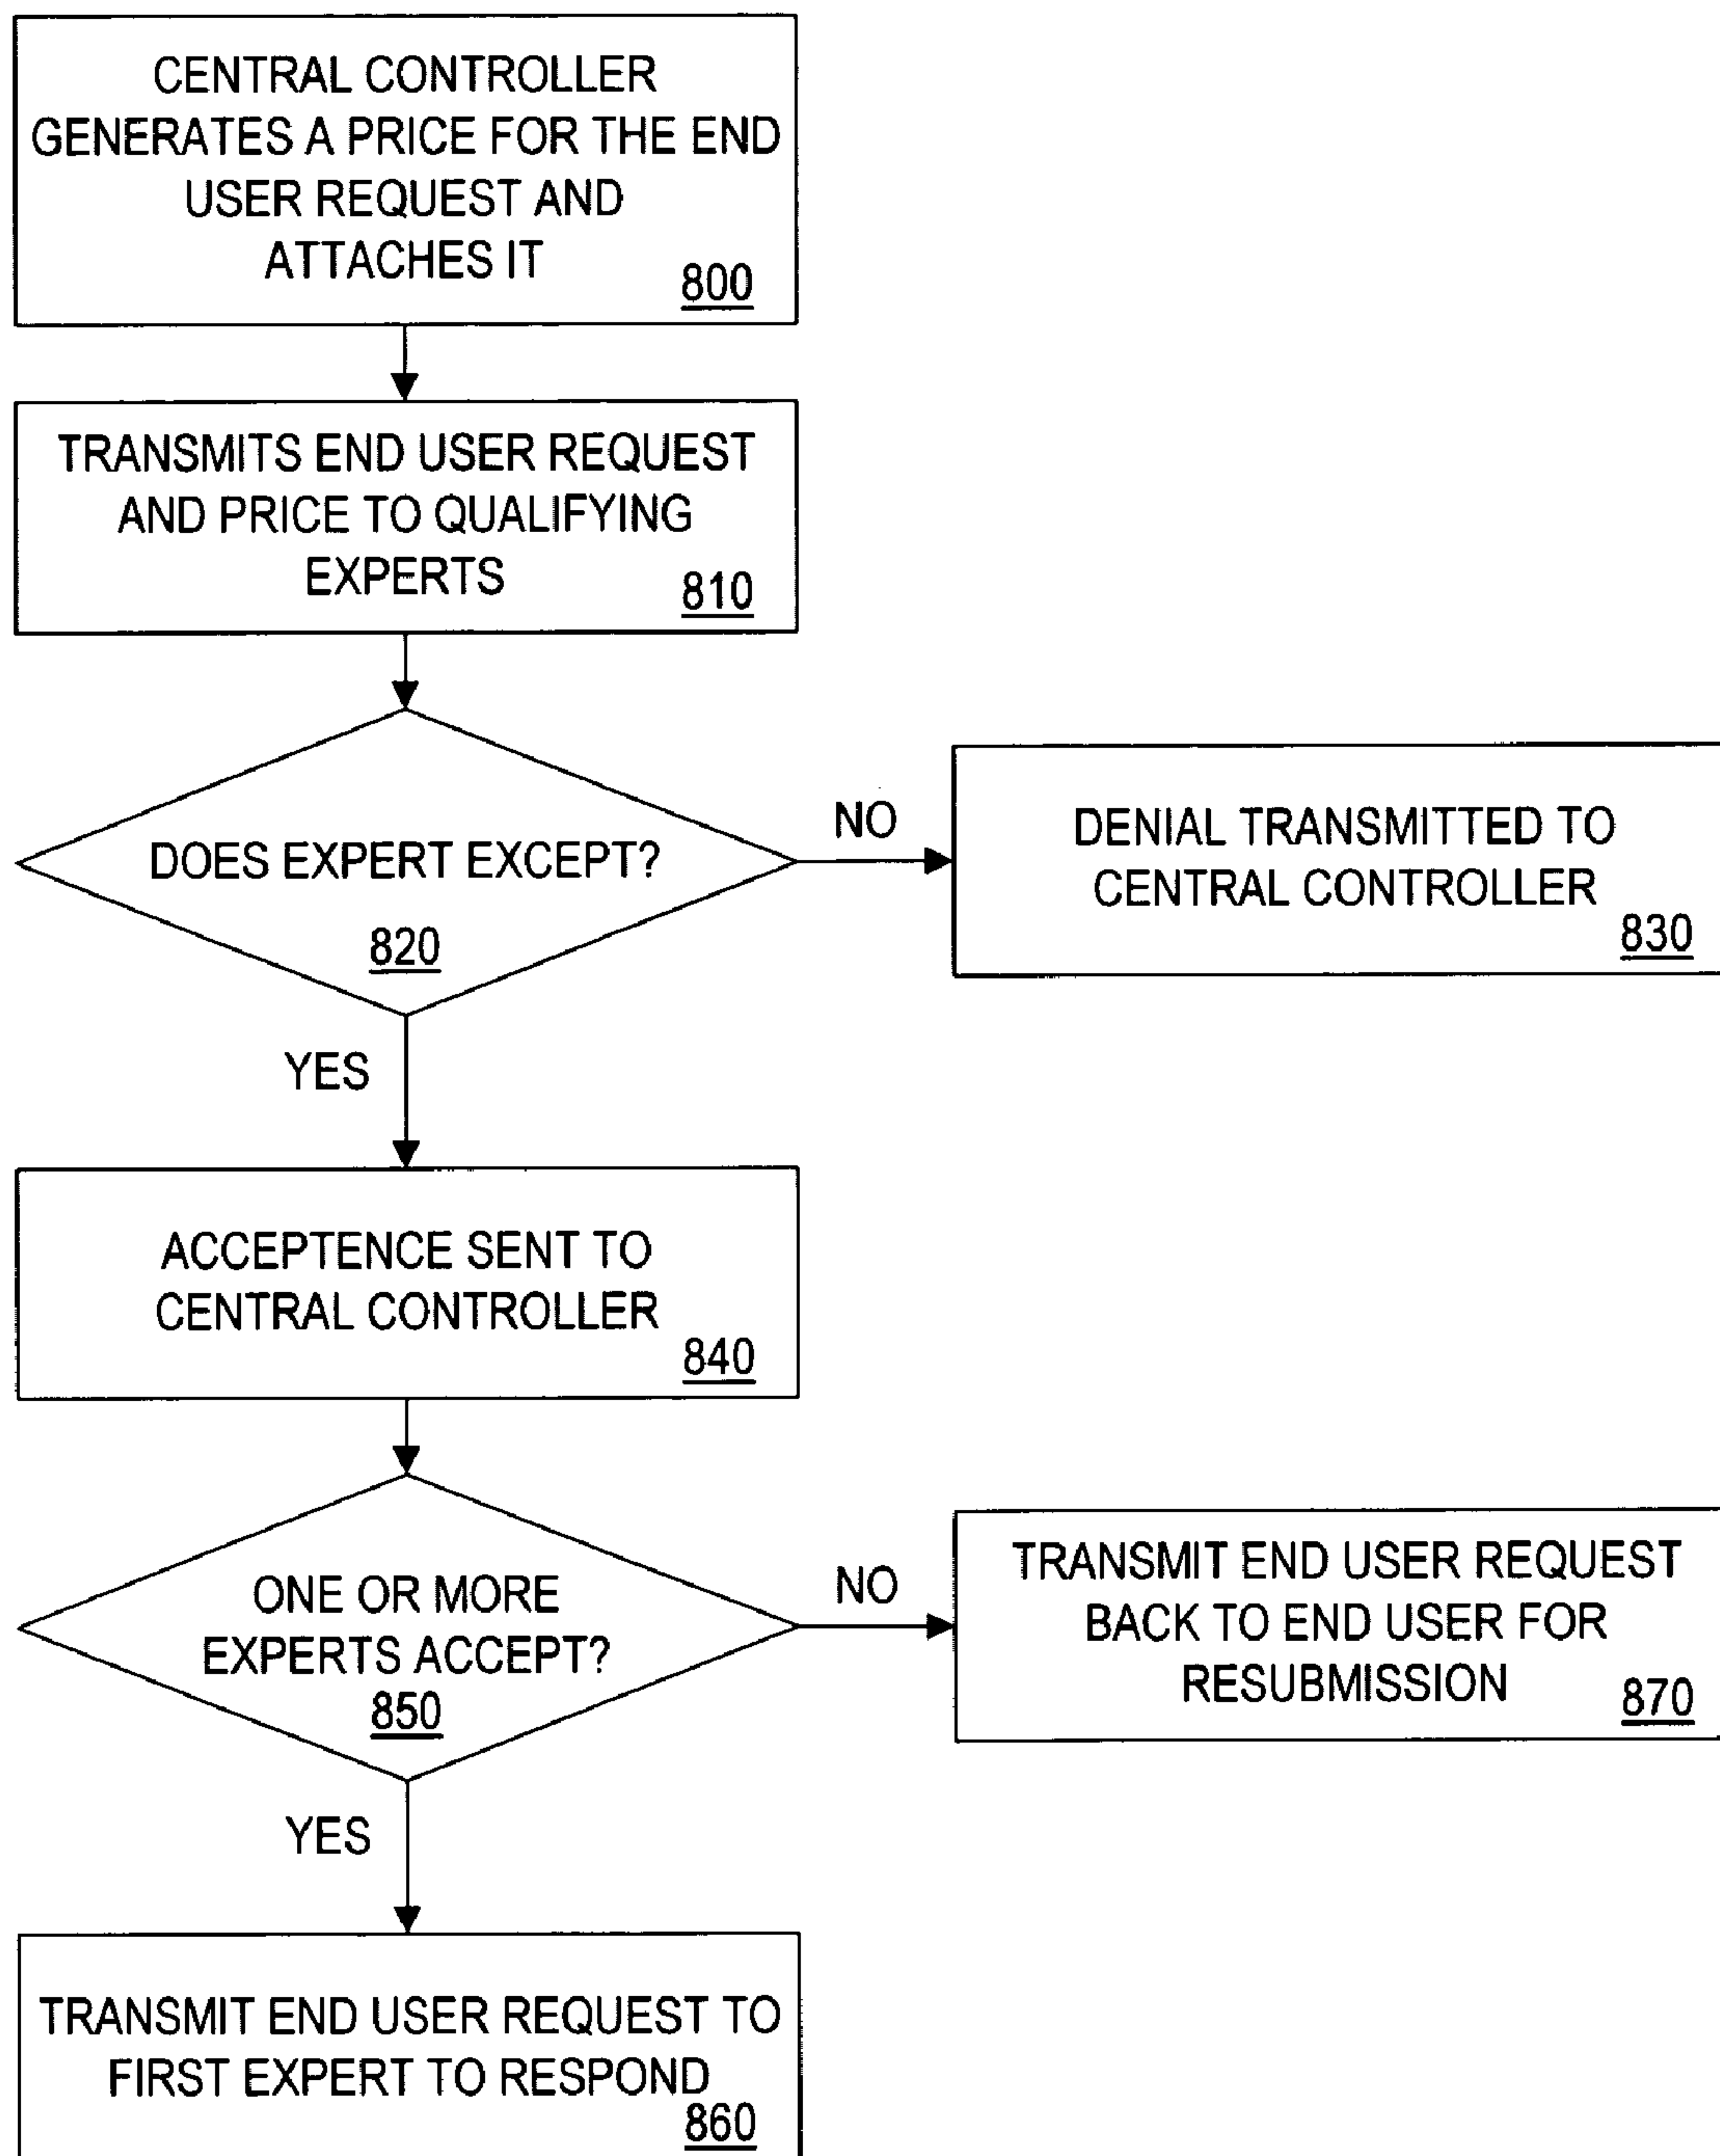 CENTRAL CONTROLLER
GENERATES A PRICE FOR THE END
USER REQUEST AND
ATTACHES IT
800
TRANSMITS END USER REQUEST
AND PRICE TO QUALIFYING
EXPERTS
810
DOES EXPERT EXCEPT?
820
NO
DENIAL TRANSMITTED TO
CENTRAL CONTROLLER
830
YES
ACCEPTENCE SENT TO
CENTRAL CONTROLLER
840
ONE OR MORE
EXPERTS ACCEPT?
850
NO
TRANSMIT END USER REQUEST
BACK TO END USER FOR
RESUBMISSION
870
YES
TRANSMIT END USER REQUEST TO
FIRST EXPERT TO RESPOND
860